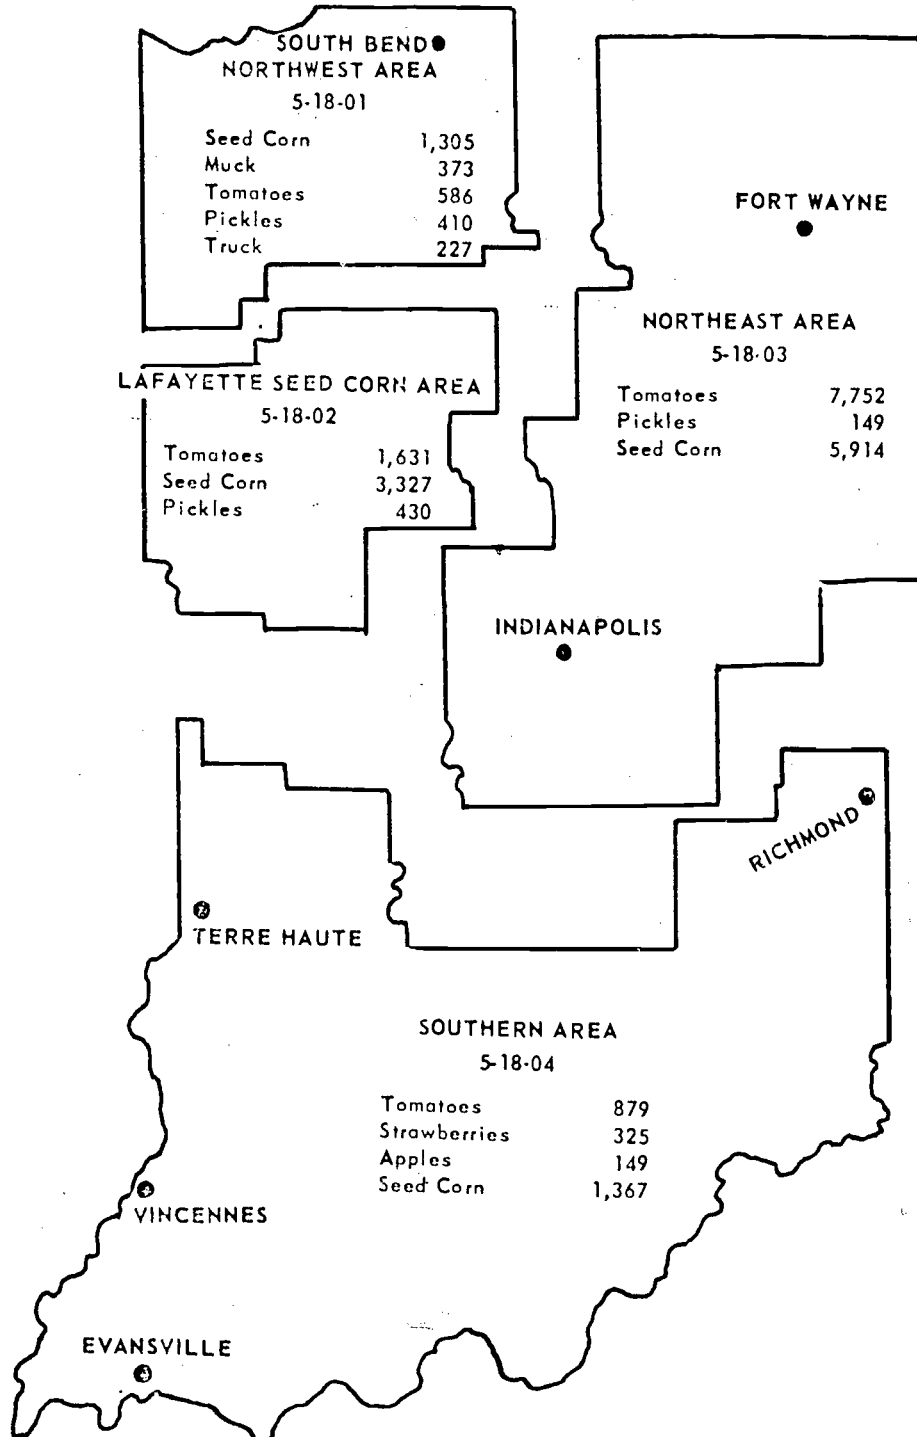 SOUTH BEND
NORTHWEST AREA
5-18-01
Seed Corn 1,305
Muck 373
Tomatoes 586
Pickles 410
Truck 227
FORT WAYNE
NORTHEAST AREA
5-18-03
Tomatoes 7,752
Pickles 149
Seed Corn 5,914
LAFAYETTE SEED CORN AREA
5-18-02
Tomatoes 1,631
Seed Corn 3,327
Pickles 430
INDIANAPOLIS
RICHMOND
TERRE HAUTE
SOUTHERN AREA
5-18-04
Tomatoes 879
Strawberries 325
Apples 149
Seed Corn 1,367
VINCENNES
EVANSVILLE